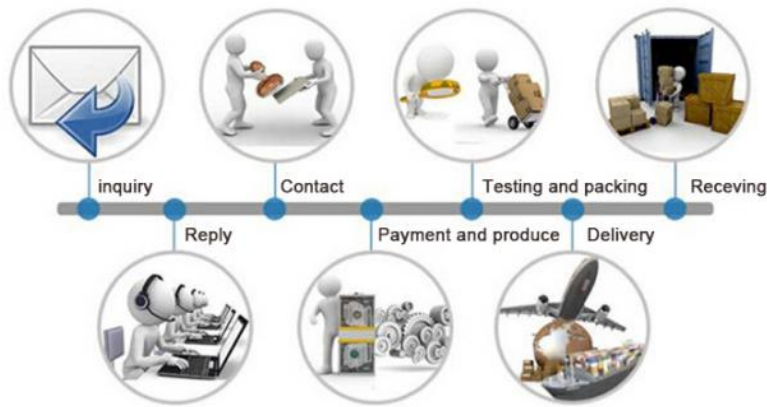 inquiry
Reply
Contact
Payment and produce
Testing and packing
Delivery
Receving